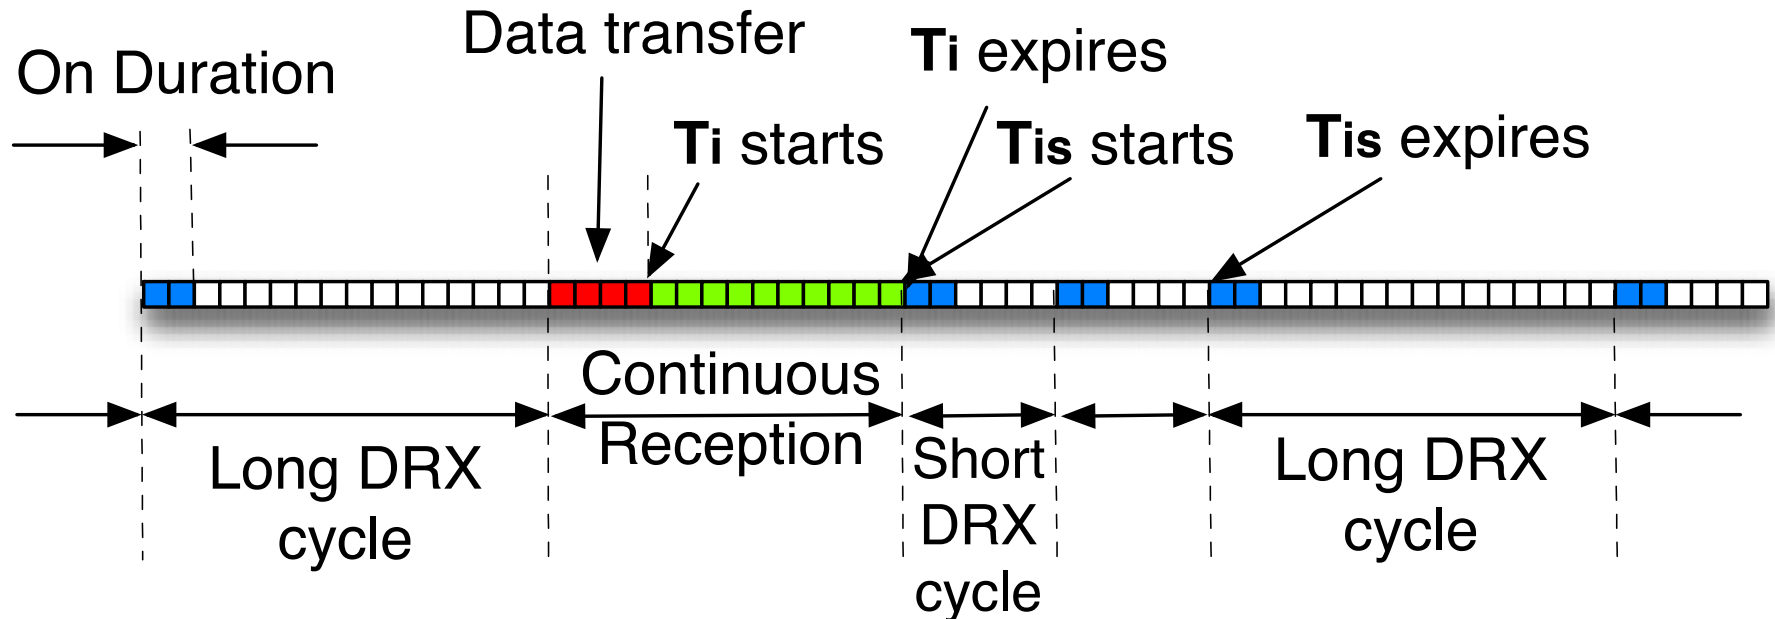 On Duration
Data transfer
Ti expires
Ti starts
Tis starts
Tis expires
Long DRX
cycle
Continuous
Reception
Short
DRX
cycle
Long DRX
cycle